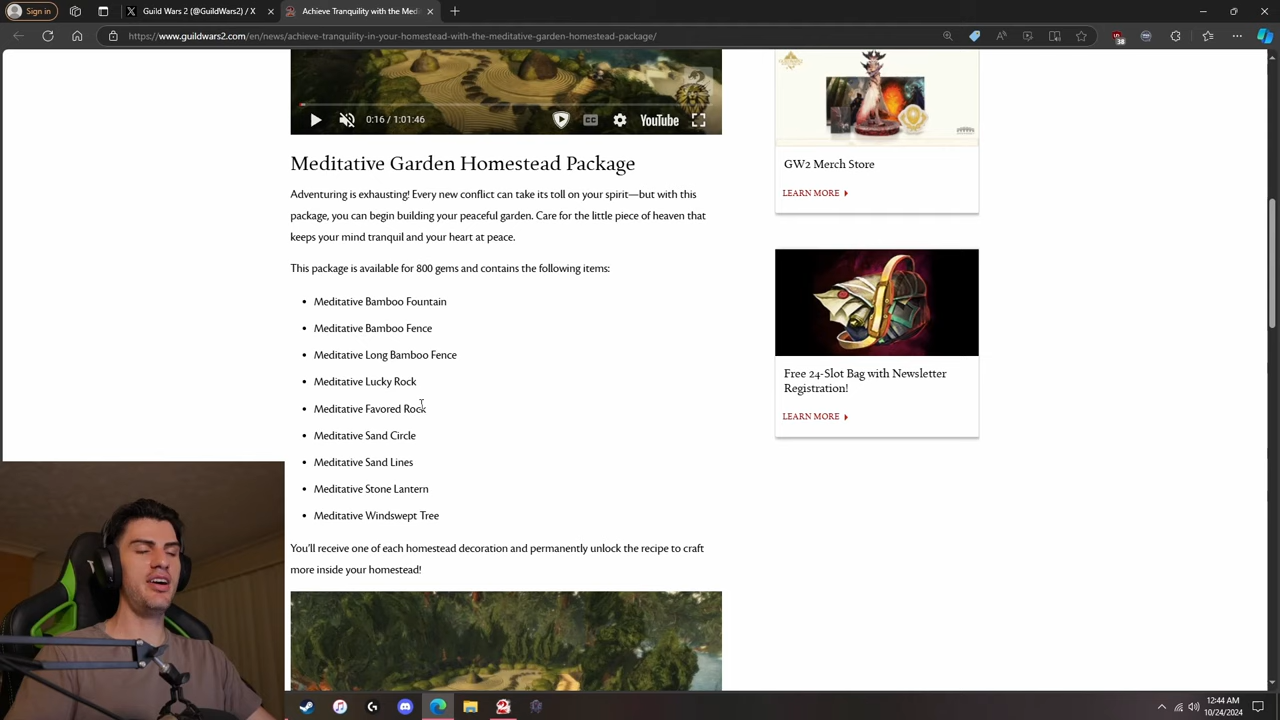 Sign in
Guild Wars 2 (@GuildWars2) / X
Achieve Tranquility in Your Home
https://www.guildwars2.com/en/news/achieve-tranquility-in-your-homestead-with-the-meditative-garden-homestead-package/
38
0:16 / 1:01:46
CC
YouTube
Meditative Garden Homestead Package
Adventuring is exhausting! Every new conflict can take its toll on your spirit—but with this
package, you can begin building your peaceful garden. Care for the little piece of heaven that
keeps your mind tranquil and your heart at peace.
This package is available for 800 gems and contains the following items:
• Meditative Bamboo Fountain
• Meditative Bamboo Fence
• Meditative Long Bamboo Fence
• Meditative Lucky Rock
• Meditative Favored Rock
• Meditative Sand Circle
• Meditative Sand Lines
• Meditative Stone Lantern
• Meditative Windswept Tree
You'll receive one of each homestead decoration and permanently unlock the recipe to craft
more inside your homestead!
GW2 Merch Store
LEARN MORE
Free 24-Slot Bag with Newsletter
Registration!
LEARN MORE
12:44 AM
10/24/2024